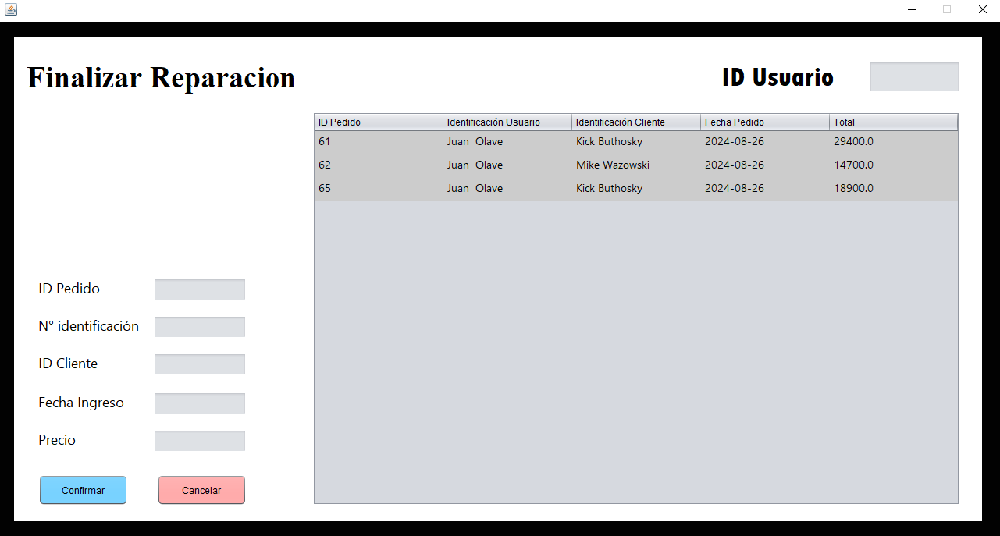 Finalizar Reparacion
ID Usuario
ID Pedido Identificación Usuario Identificación Cliente Fecha Pedido Total
61 Juan  Olave Kick Buthosky 2024-08-26 29400.0
62 Juan  Olave Mike Wazowski 2024-08-26 14700.0
65 Juan  Olave Kick Buthosky 2024-08-26 18900.0
ID Pedido
N° identificación
ID Cliente
Fecha Ingreso
Precio
Confirmar Cancelar